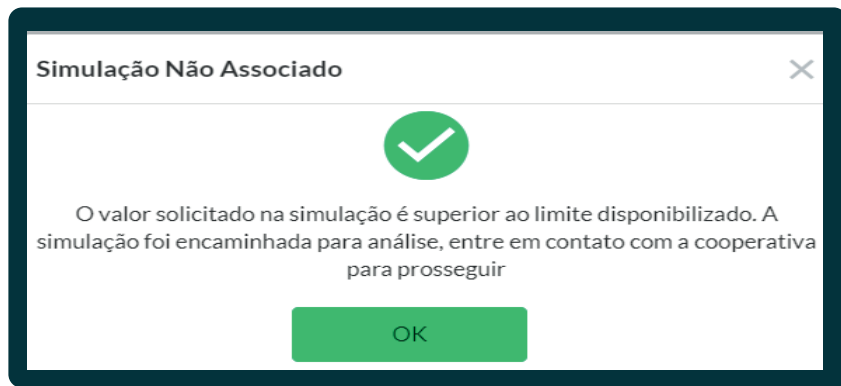 Simulação Não Associado
O valor solicitado na simulação é superior ao limite disponibilizado. A
simulação foi encaminhada para análise, entre em contato com a cooperativa
para prosseguir
OK